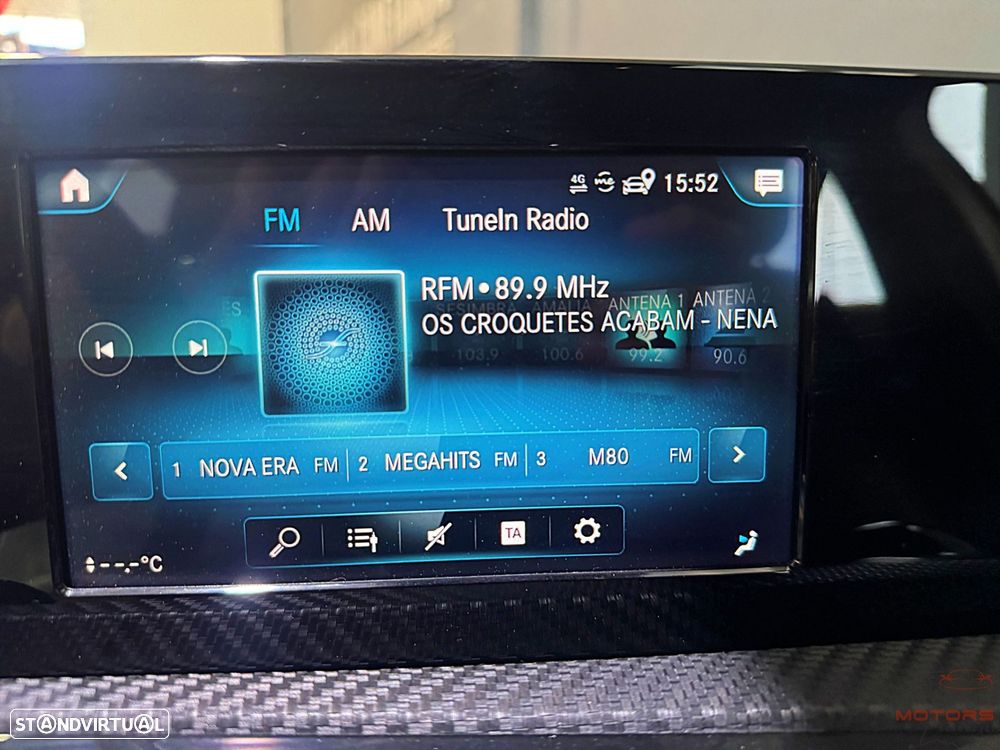 4G me 15:52
FM AM TuneIn Radio
RFM • 89.9 MHz
ANTENA 1 ANTENA 2
OS CROQUETES ACABAM - NENA
103.9 100.6 99.2 90.6
1 NOVA ERA FM 2 MEGAHITS FM 3 M80 FM
TA
--.-°C
STANDVIRTUAL
MOTORS